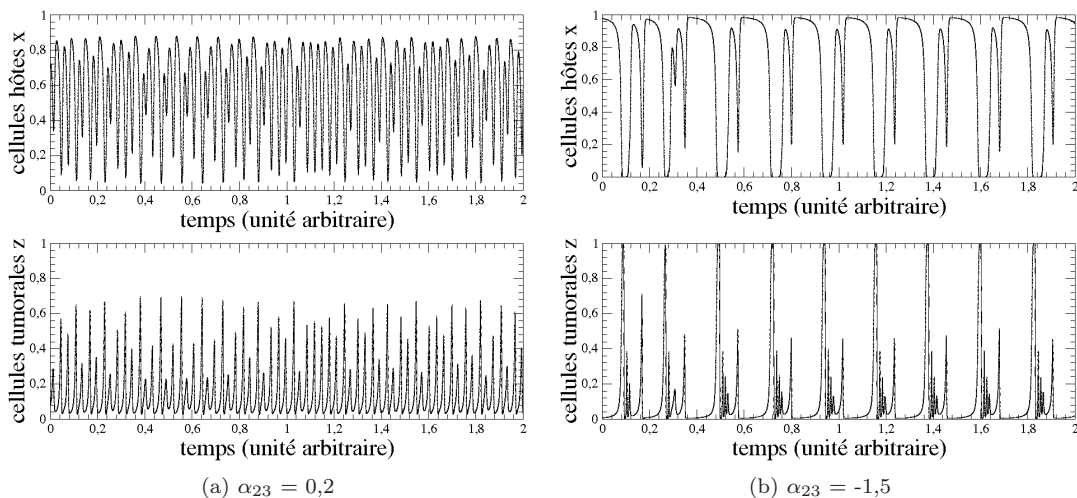 1
0,8
0,6
0,4
0,2
0
cellules hôtes x
0 0,2 0,4 0,6 0,8 1 1,2 1,4 1,6 1,8 2
temps (unité arbitraire)
1
0,8
0,6
0,4
0,2
0
cellules tumorales z
0 0,2 0,4 0,6 0,8 1 1,2 1,4 1,6 1,8 2
temps (unité arbitraire)
(a) α23 = 0,2
1
0,8
0,6
0,4
0,2
0
cellules hôtes x
0 0,2 0,4 0,6 0,8 1 1,2 1,4 1,6 1,8 2
temps (unité arbitraire)
1
0,8
0,6
0,4
0,2
0
cellules tumorales z
0 0,2 0,4 0,6 0,8 1 1,2 1,4 1,6 1,8 2
temps (unité arbitraire)
(b) α23 = -1,5